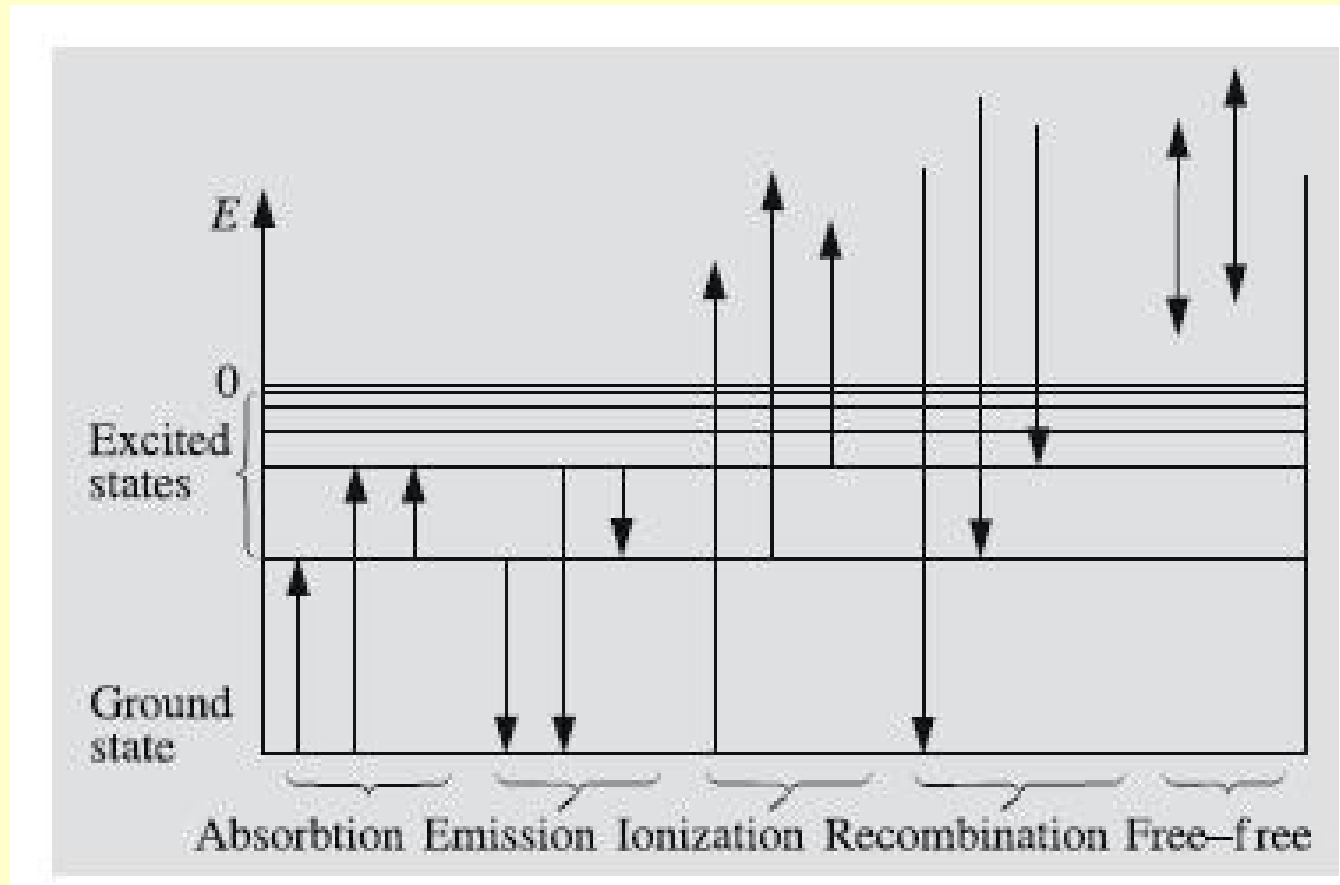 E
0
Excited
states
Ground
state
Absorbtion Emission Ionization Recombination Free–free